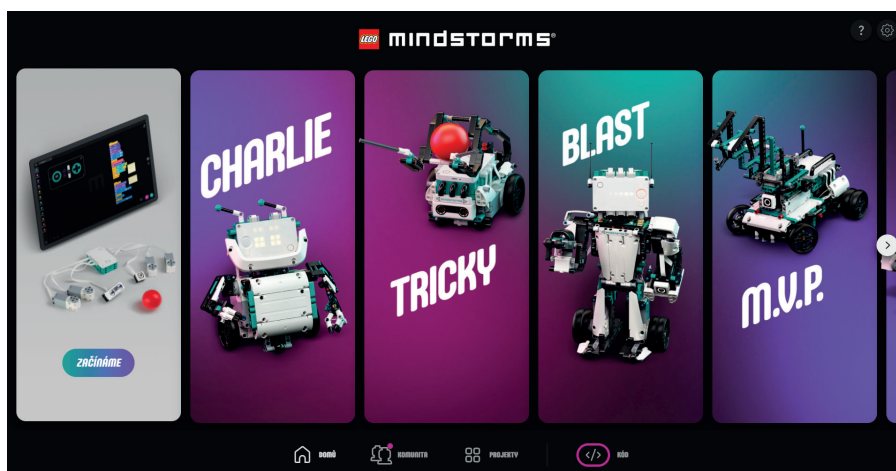 LEGO MINDSTORMS®
?
ZAČÍNÁME
CHARLIE
TRICKY
BLAST
M.V.P.
DOMŮ
KOMUNITA
PROJEKTY
</> KÓD